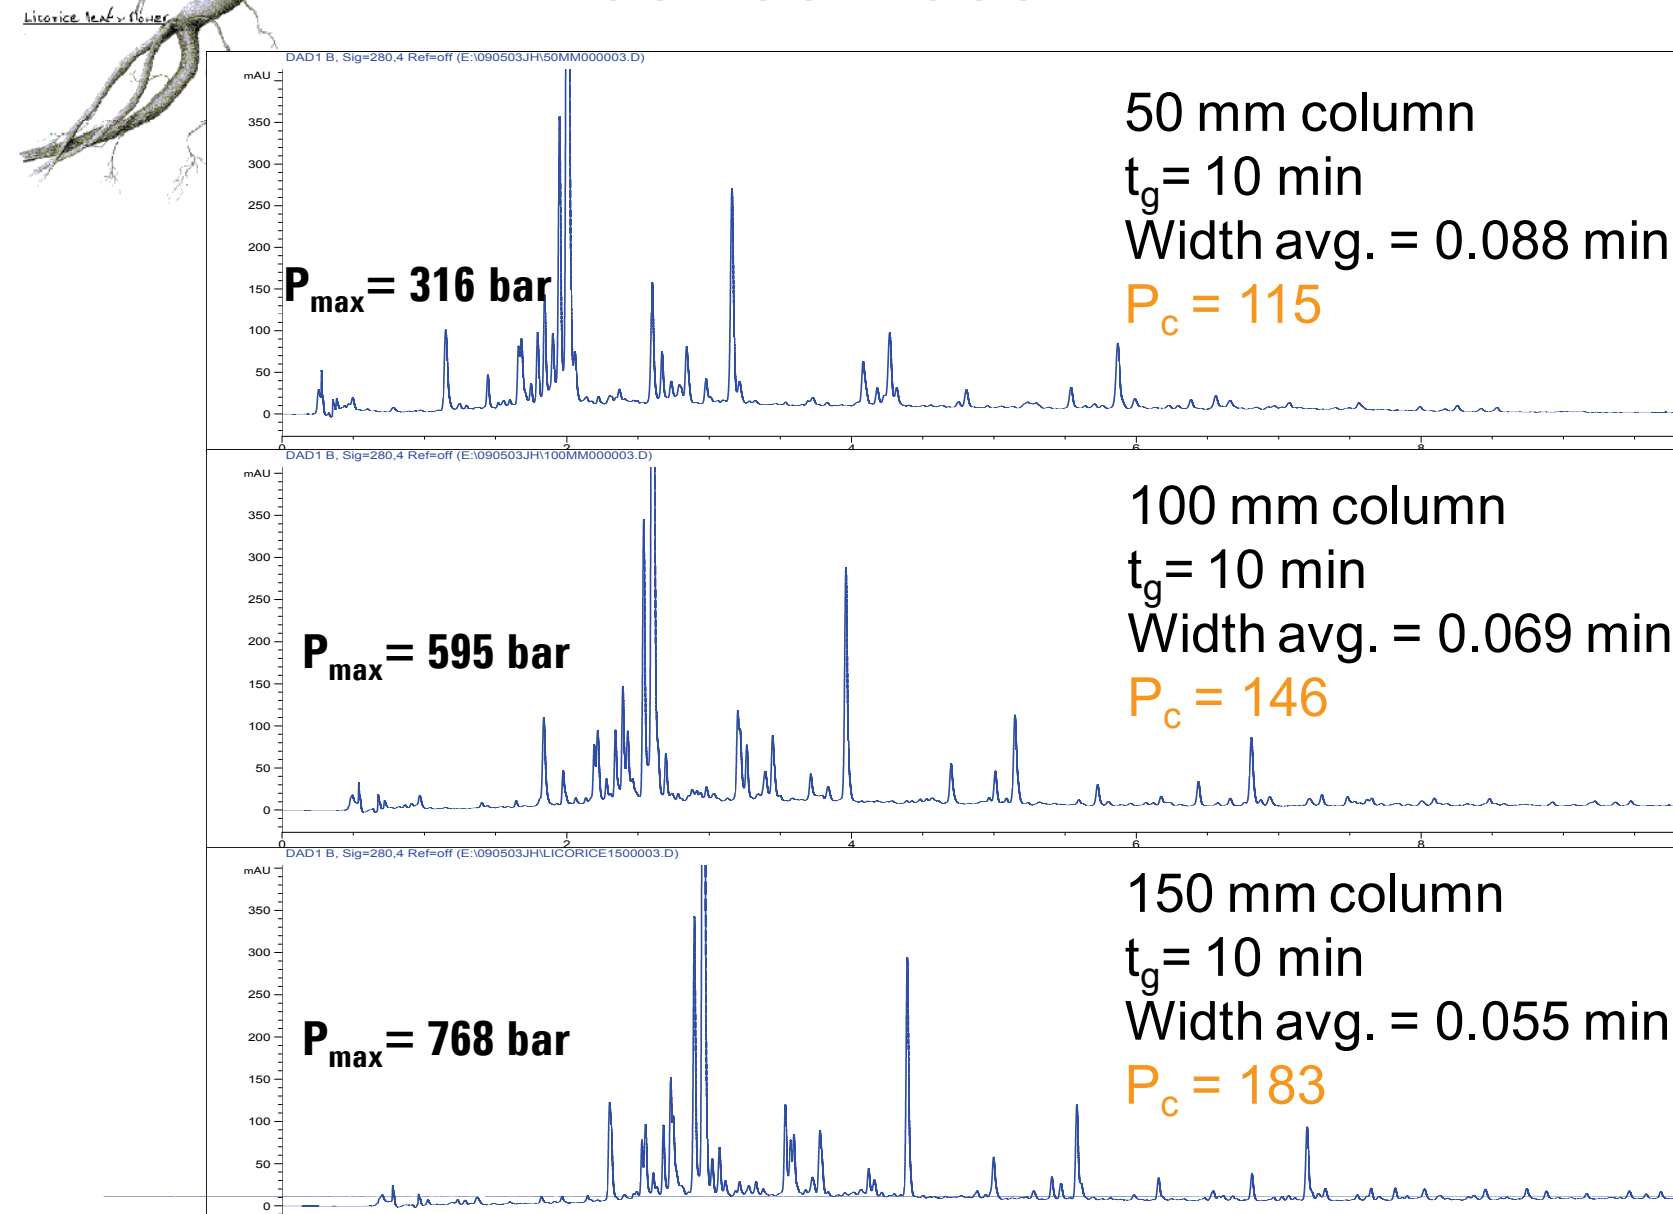 Licorice leafs flower
DAD1 B, Sig=280,4 Ref=off (E:\090503JH\50MM000003.D)
mAU
350
300
250
200
150
100
50
0
Pmax= 316 bar
50 mm column
tg= 10 min
Width avg. = 0.088 min
Pc = 115
0 2 4 6 8
DAD1 B, Sig=280,4 Ref=off (E:\090503JH\100MM000003.D)
mAU
350
300
250
200
150
100
50
0
Pmax= 595 bar
100 mm column
tg= 10 min
Width avg. = 0.069 min
Pc = 146
0 2 4 6 8
DAD1 B, Sig=280,4 Ref=off (E:\090503JH\LICORICE1500003.D)
mAU
350
300
250
200
150
100
50
0
Pmax= 768 bar
150 mm column
tg= 10 min
Width avg. = 0.055 min
Pc = 183